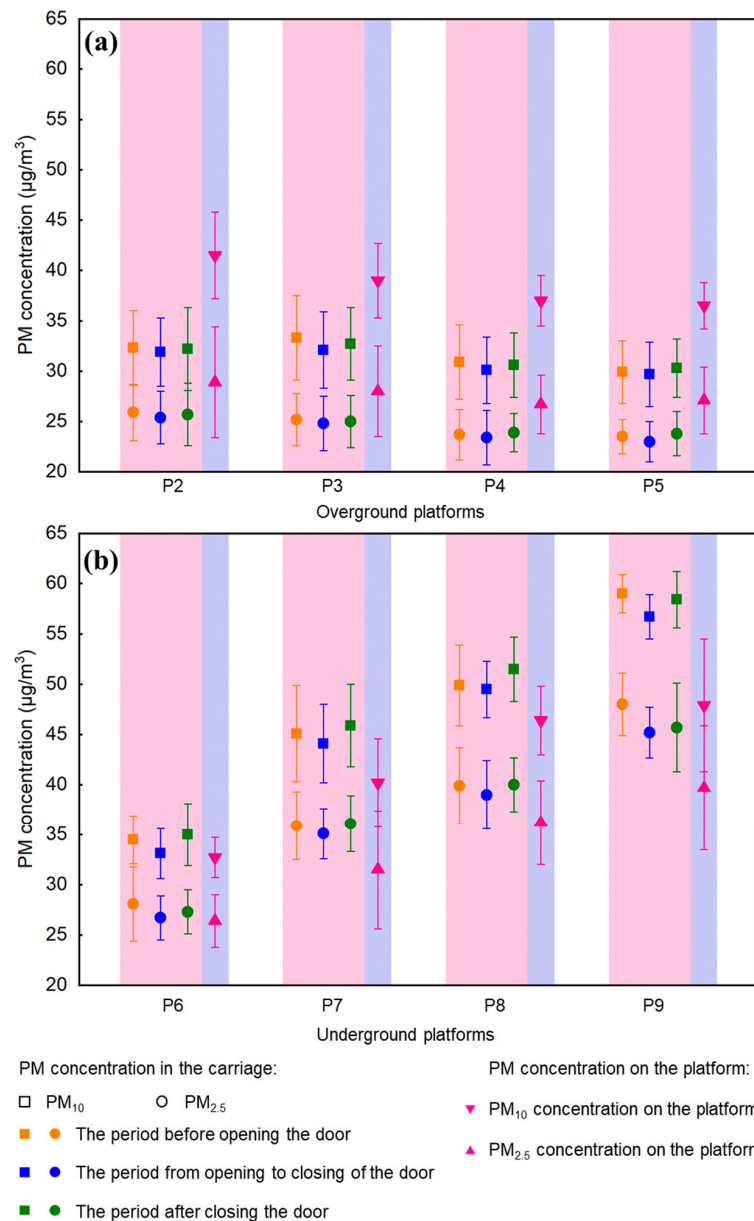 (a)
PM concentration (µg/m³)
65
60
55
50
45
40
35
30
25
20
P2 P3 P4 P5
Overground platforms
(b)
PM concentration (µg/m³)
65
60
55
50
45
40
35
30
25
20
P6 P7 P8 P9
Underground platforms
PM concentration in the carriage:
PM₁₀ PM₂.₅
The period before opening the door
The period from opening to closing of the door
The period after closing the door
PM concentration on the platform:
PM₁₀ concentration on the platform
PM₂.₅ concentration on the platform